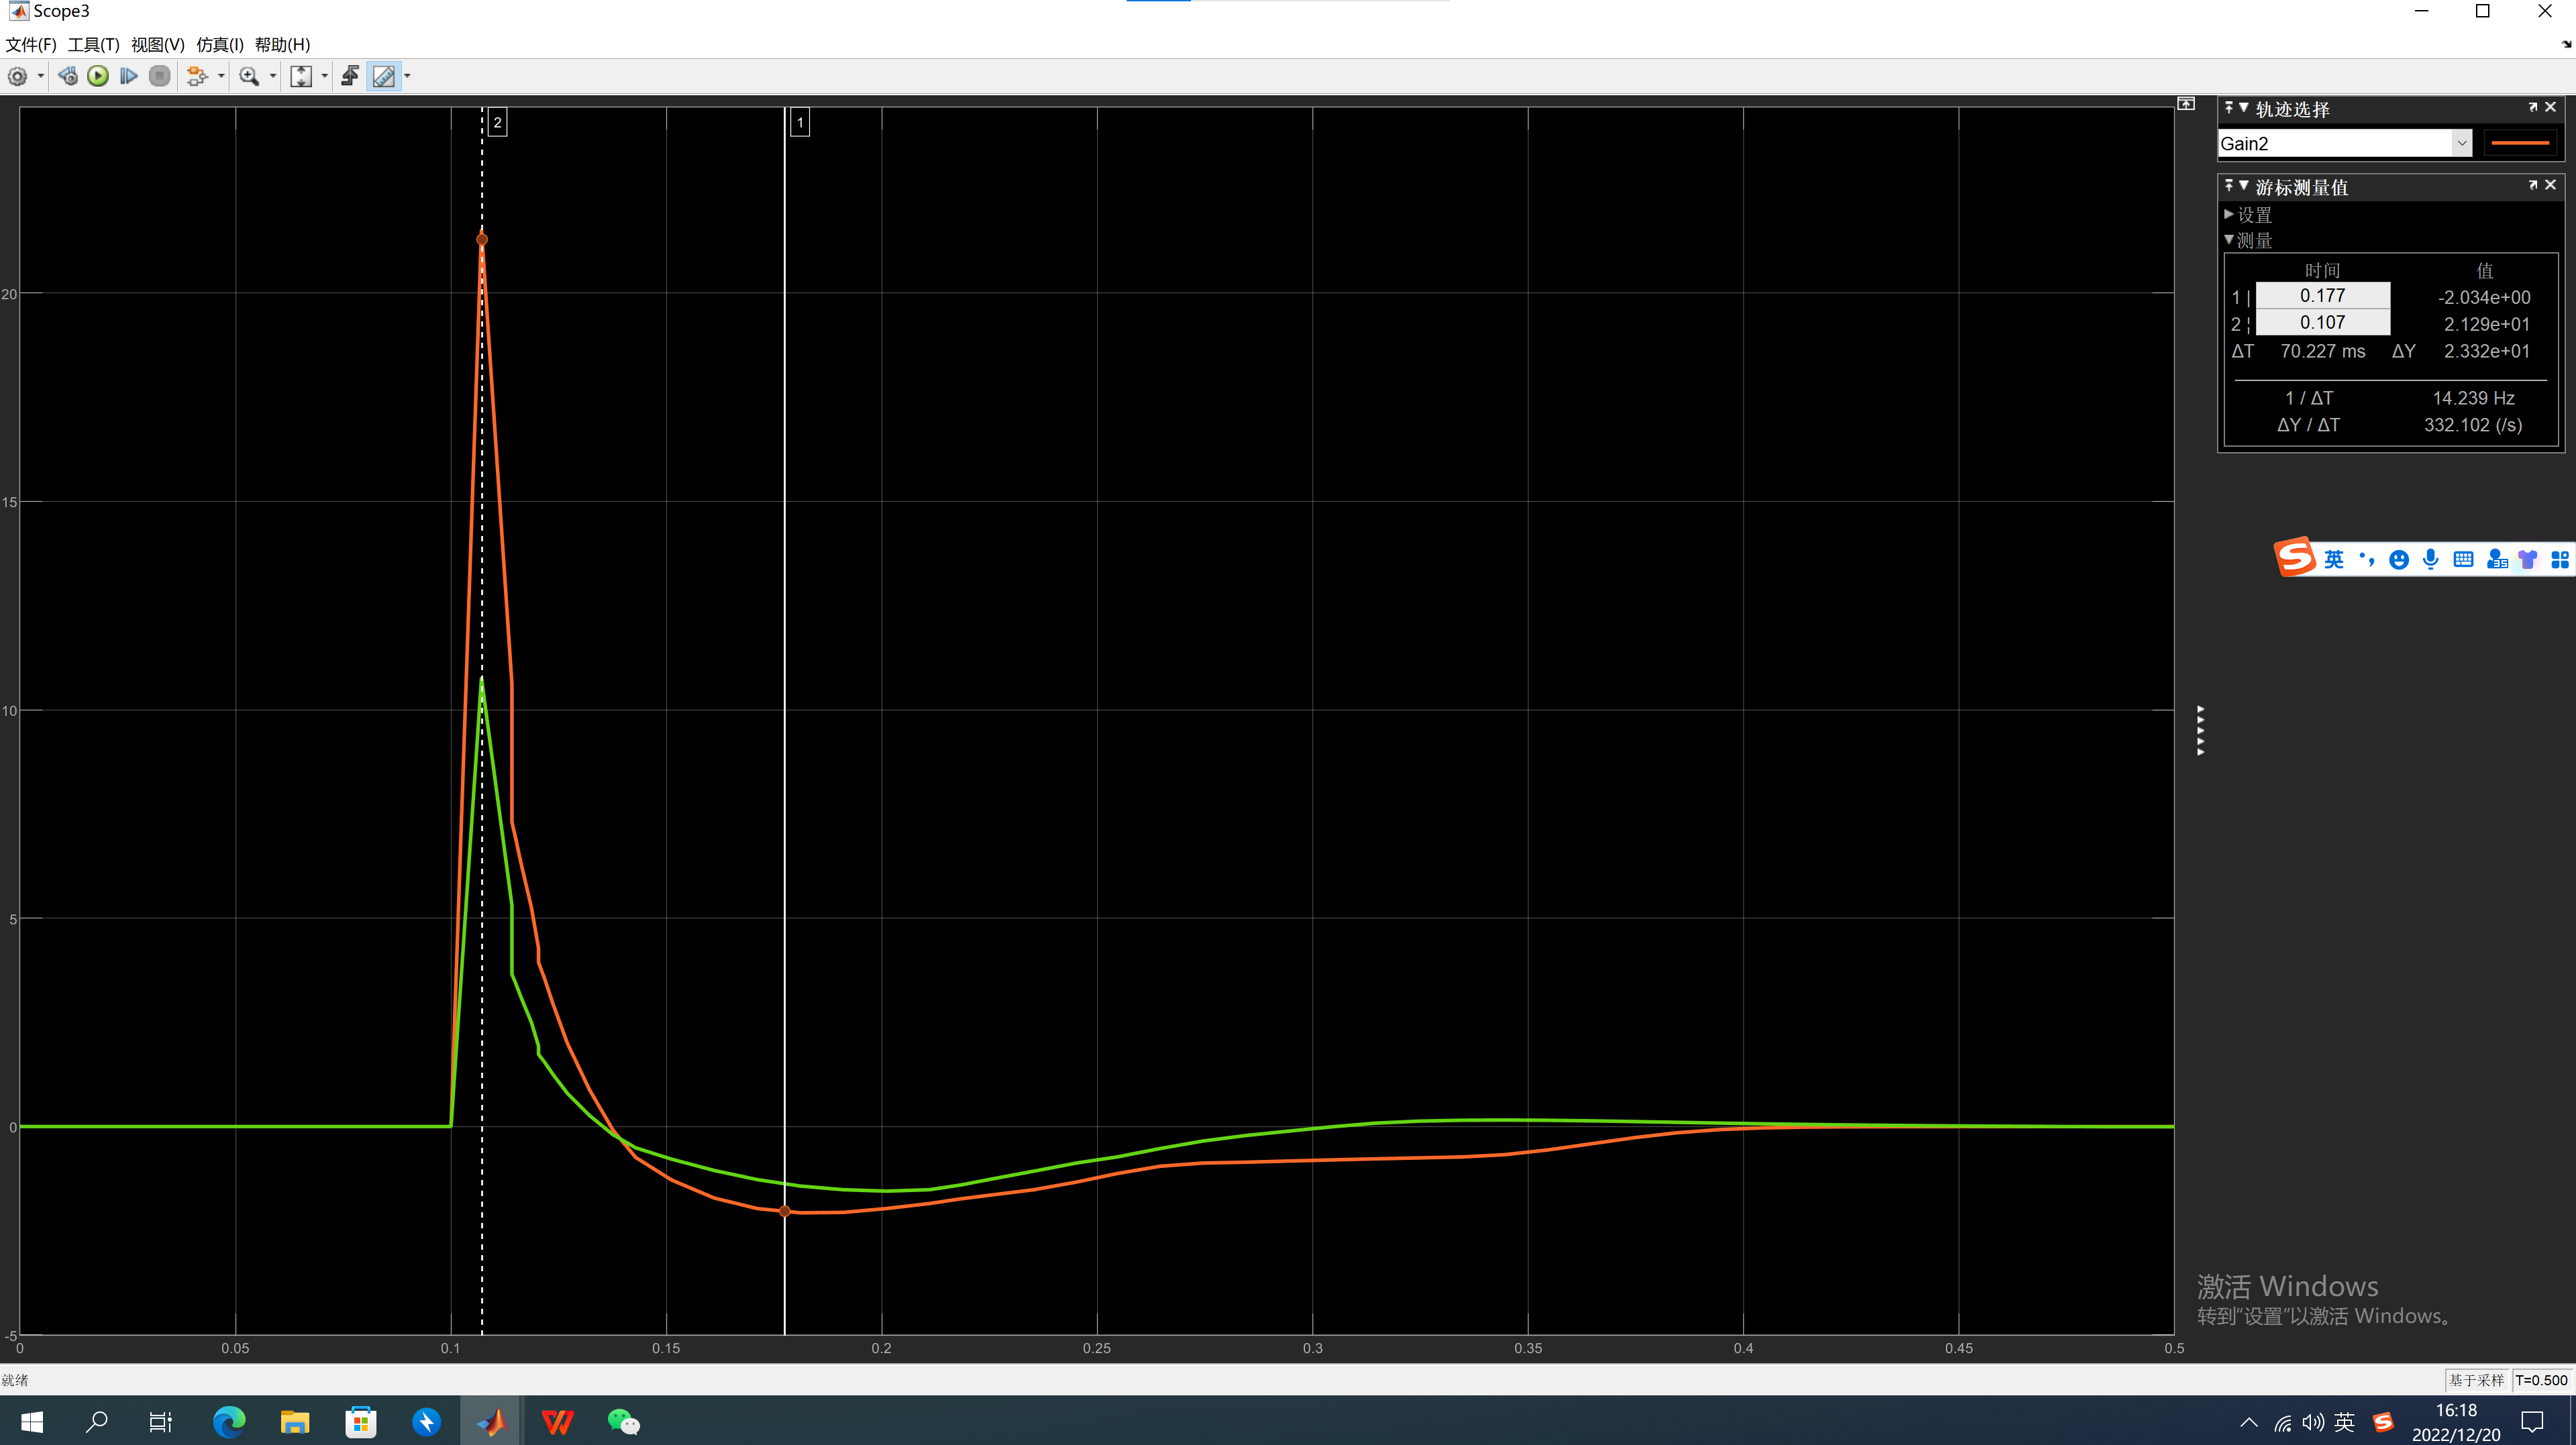 Scope3
文件(F) 工具(T) 视图(V) 仿真(I) 帮助(H)
2
1
20
15
10
5
0
-5
0 0.05 0.1 0.15 0.2 0.25 0.3 0.35 0.4 0.45 0.5
轨迹选择
Gain2
游标测量值
设置
测量
时间 值
1 | 0.177 -2.034e+00
2 ¦ 0.107 2.129e+01
ΔT 70.227 ms ΔY 2.332e+01
1 / ΔT 14.239 Hz
ΔY / ΔT 332.102 (/s)
英
激活 Windows
转到“设置”以激活 Windows。
就绪
基于采样 T=0.500
英
16:18
2022/12/20